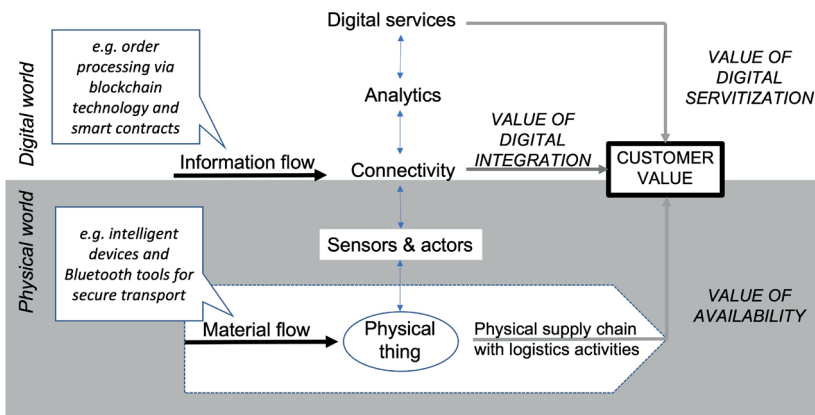 Digital world
Physical world
e.g. order
processing via
blockchain
technology and
smart contracts
Digital services
Analytics
Information flow
Connectivity
VALUE OF
DIGITAL
INTEGRATION
VALUE OF
DIGITAL
SERVITIZATION
CUSTOMER
VALUE
e.g. intelligent
devices and
Bluetooth tools for
secure transport
Sensors & actors
Material flow
Physical
thing
Physical supply chain
with logistics activities
VALUE OF
AVAILABILITY